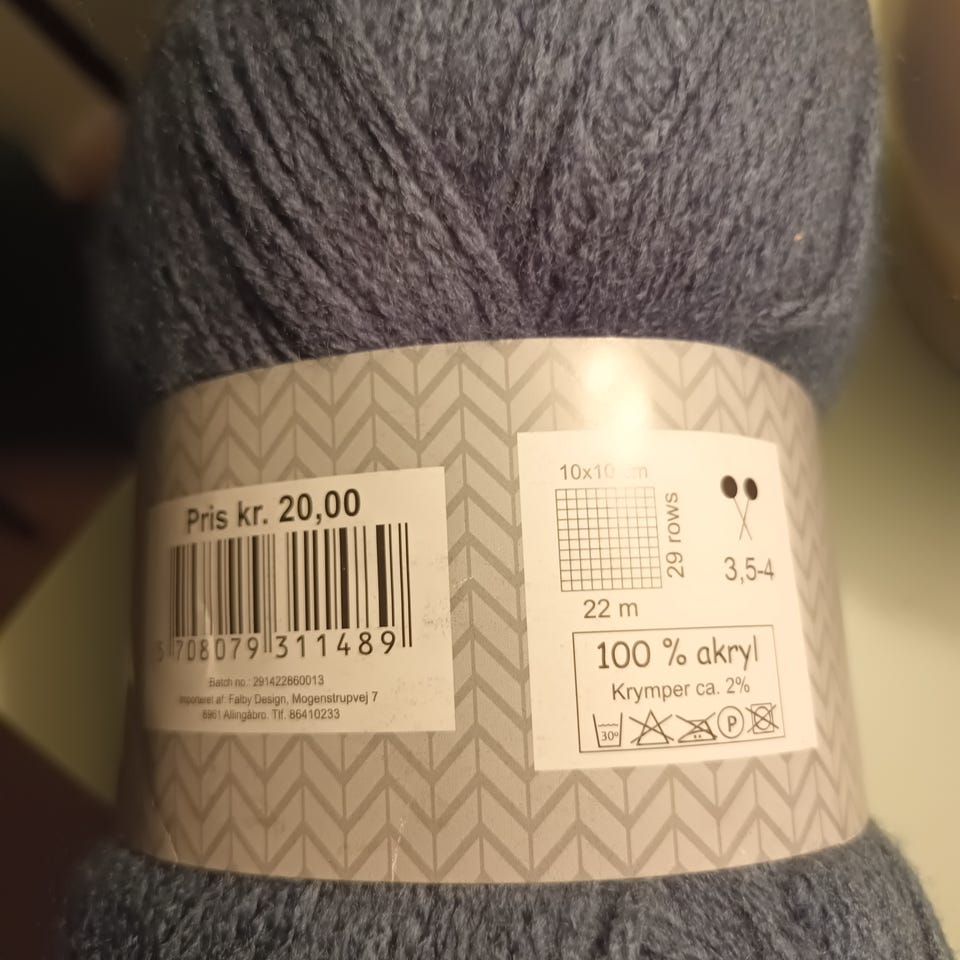 Pris kr. 20,00
5 708079 311489
Batch no.: 291422860013
Importeret af: Falby Design, Mogenstrupvej 7
8961 Allingåbro. Tlf. 86410233
10x10 cm
29 rows
22 m
3,5-4
100 % akryl
Krymper ca. 2%
30°
P